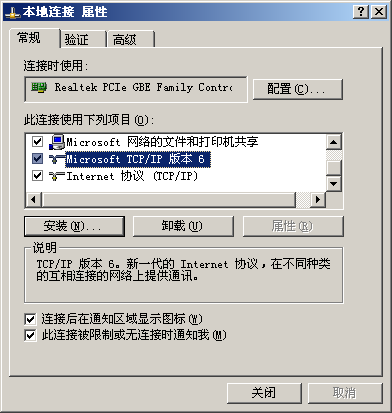 本地连接 属性
常规 验证 高级
连接时使用:
Realtek PCIe GBE Family Contro
配置(C)...
此连接使用下列项目(O):
Microsoft 网络的文件和打印机共享
Microsoft TCP/IP 版本 6
Internet 协议 (TCP/IP)
安装(N)... 卸载(U) 属性(R)
说明
TCP/IP 版本 6。新一代的 Internet 协议，在不同种类
的互相连接的网络上提供通讯。
连接后在通知区域显示图标(W)
此连接被限制或无连接时通知我(M)
关闭 取消